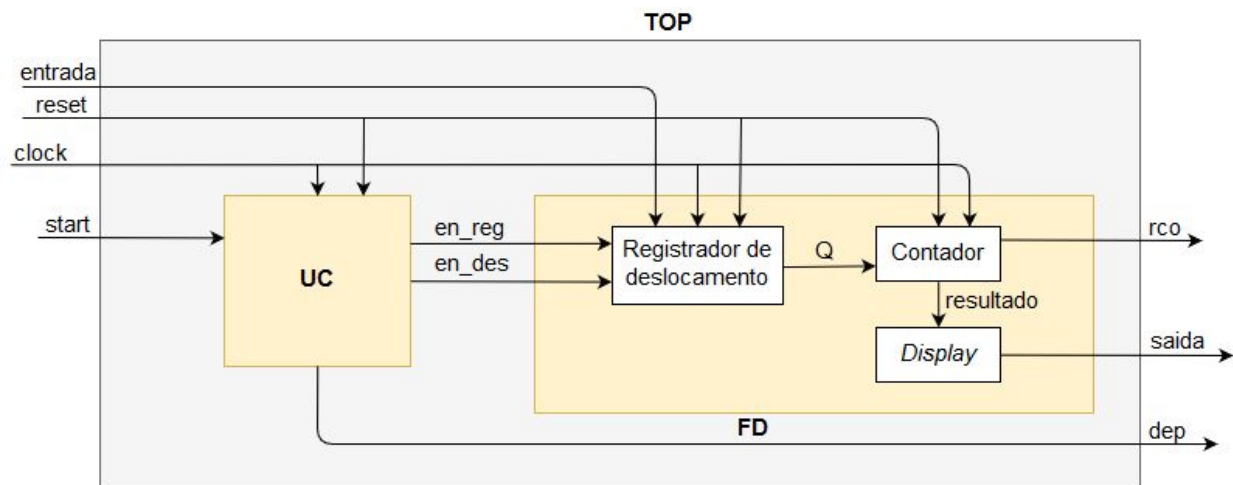 TOP
entrada
reset
clock
start
en_reg
en_des
UC
Registrador de
deslocamento
Q
Contador
rco
resultado
Display
saida
FD
dep